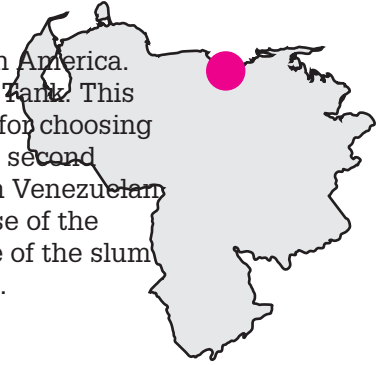 n America.
Tank. This
for choosing
second
n Venezuelan
se of the
e of the slum
.